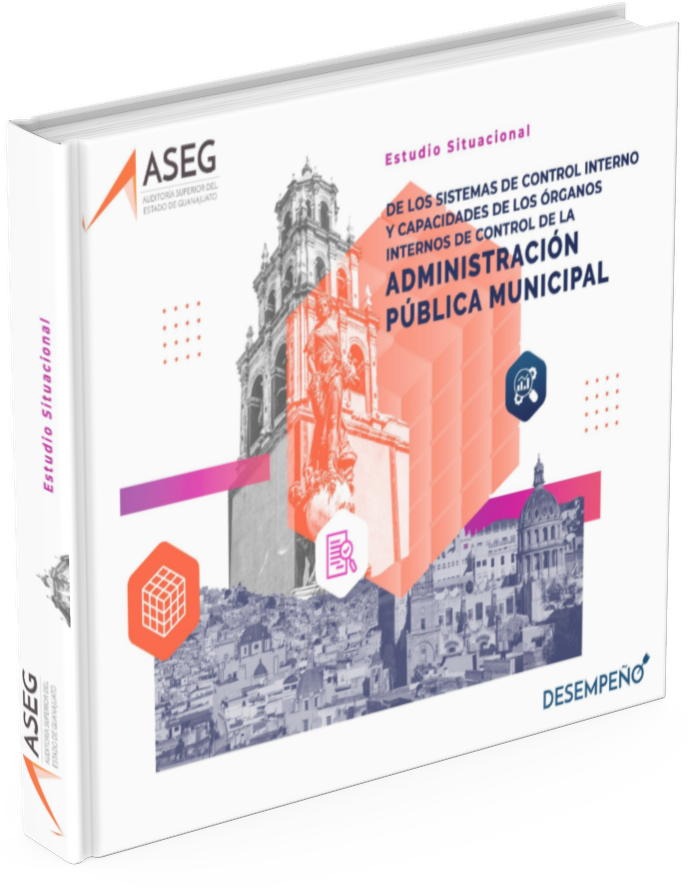 ASEG
AUDITORÍA SUPERIOR DEL
ESTADO DE GUANAJUATO
Estudio Situacional
DE LOS SISTEMAS DE CONTROL INTERNO
Y CAPACIDADES DE LOS ÓRGANOS
INTERNOS DE CONTROL DE LA
ADMINISTRACIÓN
PÚBLICA MUNICIPAL
DESEMPEÑO
Estudio Situacional
ASEG
AUDITORÍA SUPERIOR DEL
ESTADO DE GUANAJUATO